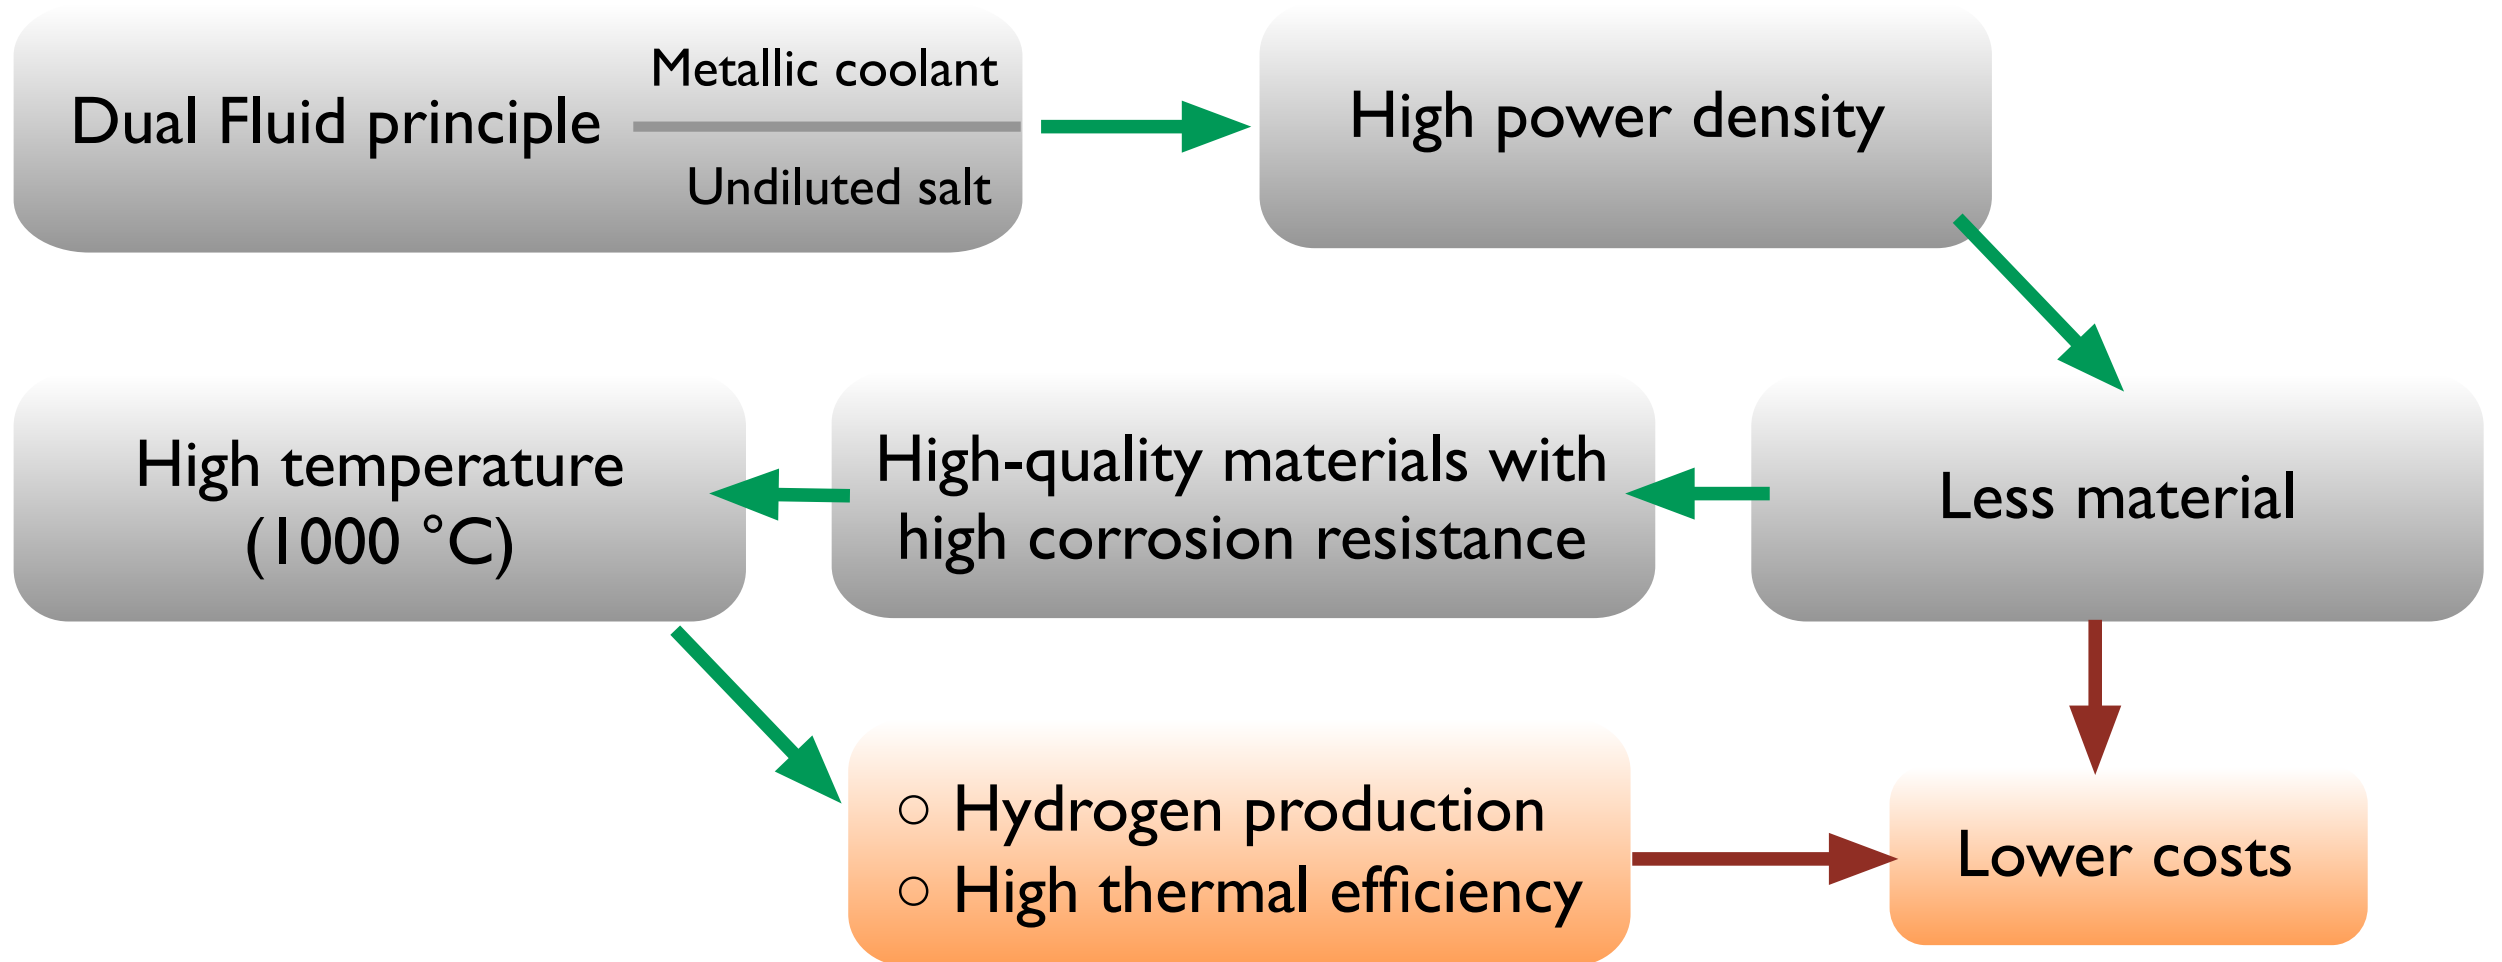 Dual Fluid principle
Metallic coolant
Undiluted salt
High power density
High temperature
(1000 °C)
High-quality materials with
high corrosion resistance
Less material
○ Hydrogen production
○ High thermal efficiency
Lower costs